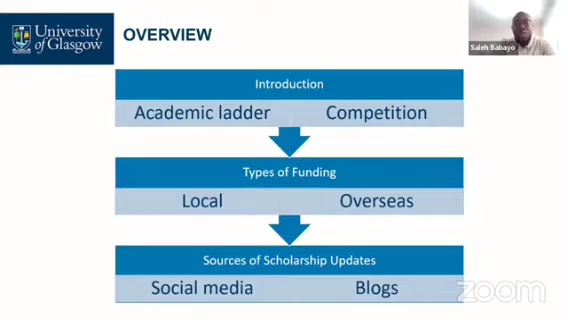 University
of Glasgow
OVERVIEW
Saleh Babayo
Introduction
Academic ladder Competition
Types of Funding
Local Overseas
Sources of Scholarship Updates
Social media Blogs
zoom